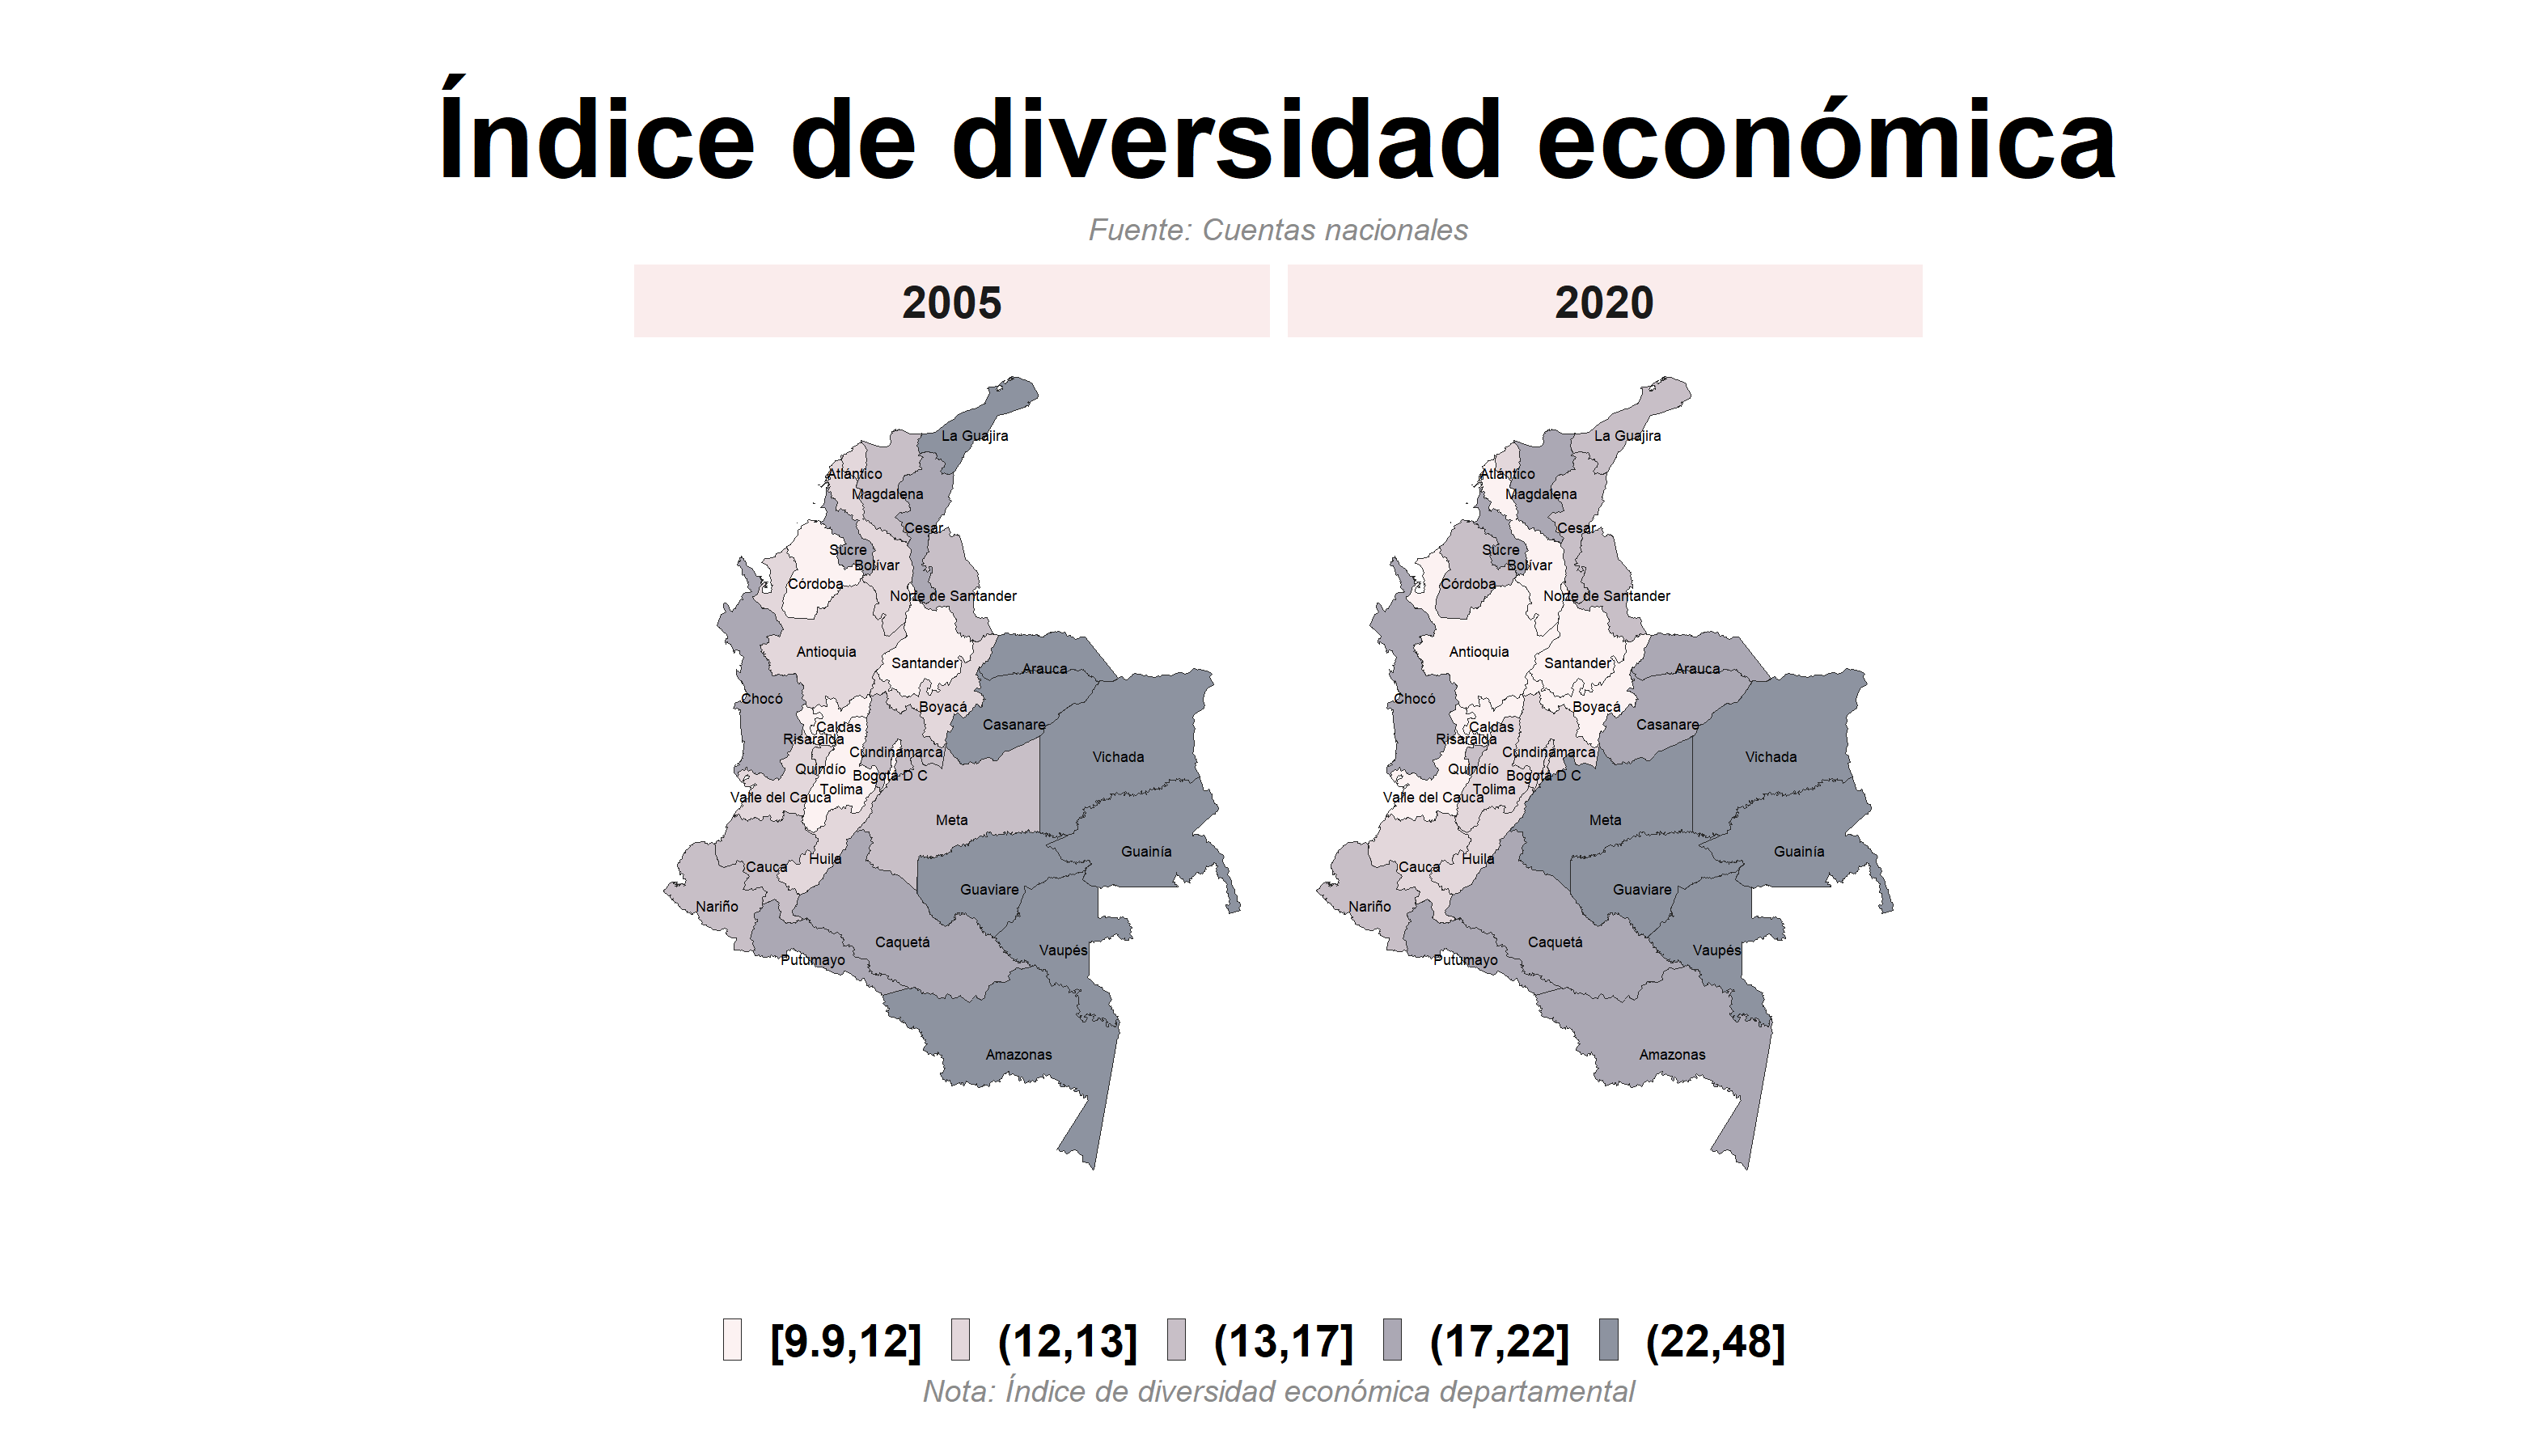 Índice de diversidad económica
Fuente: Cuentas nacionales
2005
2020
La Guajira
Atlántico
Magdalena
Cesar
Sucre
Bolívar
Córdoba
Norte de Santander
Antioquia
Santander
Arauca
Chocó
Boyacá
Casanare
Caldas
Risaralda
Cundinamarca
Vichada
Quindío
Bogotá D C
Tolima
Valle del Cauca
Meta
Guainía
Huila
Cauca
Guaviare
Nariño
Caquetá
Vaupés
Putumayo
Amazonas
La Guajira
Atlántico
Magdalena
Cesar
Sucre
Bolívar
Córdoba
Norte de Santander
Antioquia
Santander
Arauca
Chocó
Boyacá
Casanare
Caldas
Risaralda
Cundinamarca
Vichada
Quindío
Bogotá D C
Tolima
Valle del Cauca
Meta
Guainía
Huila
Cauca
Guaviare
Nariño
Caquetá
Vaupés
Putumayo
Amazonas
[9.9,12] (12,13] (13,17] (17,22] (22,48]
Nota: Índice de diversidad económica departamental